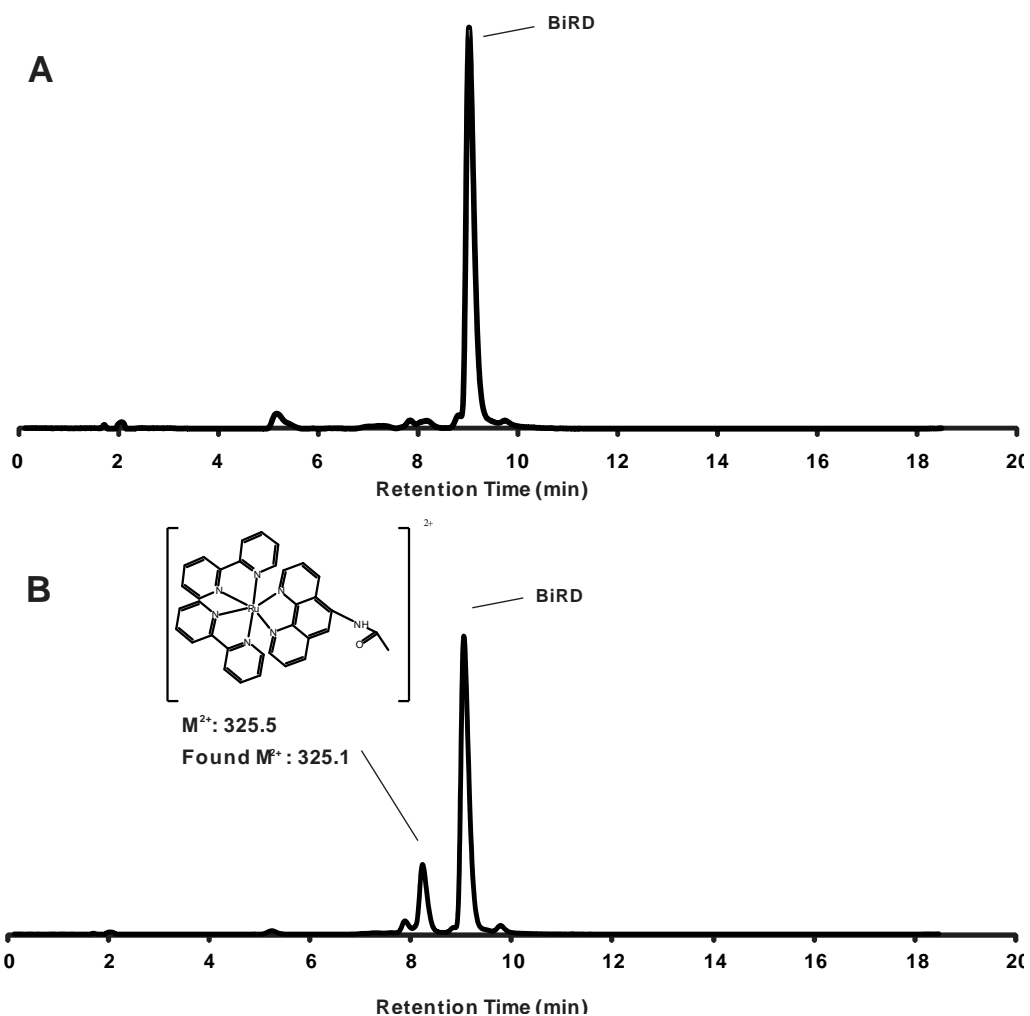 BiRD
A
0 2 4 6 8 10 12 14 16 18 20
Retention Time (min)
2+
B
BiRD
N
N
N
Ru
N
NH
N
N
O
M2+: 325.5
Found M2+ : 325.1
0 2 4 6 8 10 12 14 16 18 20
Retention Time (min)